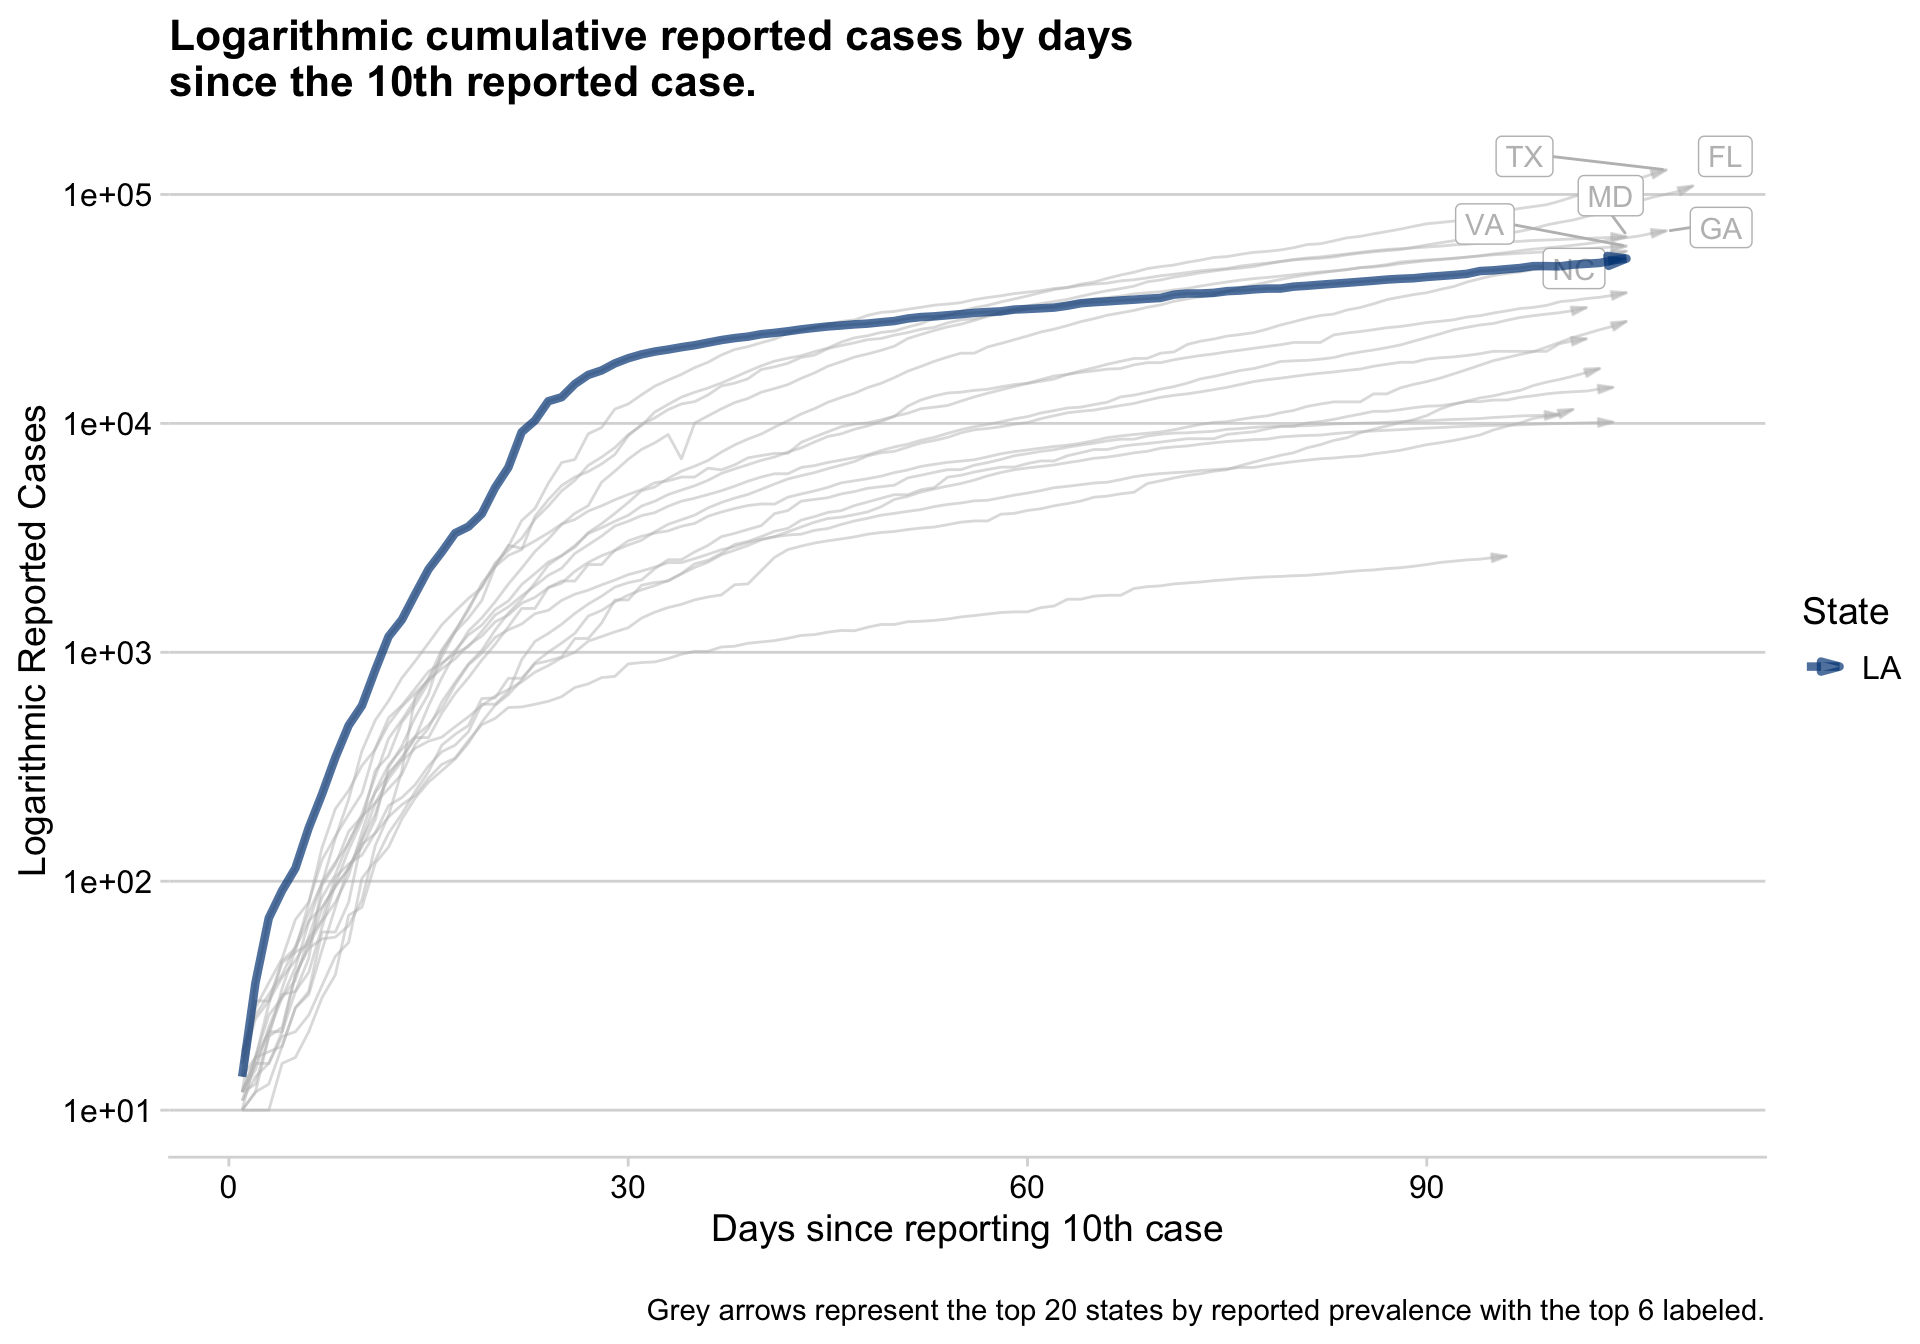 Logarithmic cumulative reported cases by days
since the 10th reported case.
TX
FL
1e+05
MD
VA
GA
NC
1e+04
Logarithmic Reported Cases
State
1e+03
LA
1e+02
1e+01
0 30 60 90
Days since reporting 10th case
Grey arrows represent the top 20 states by reported prevalence with the top 6 labeled.